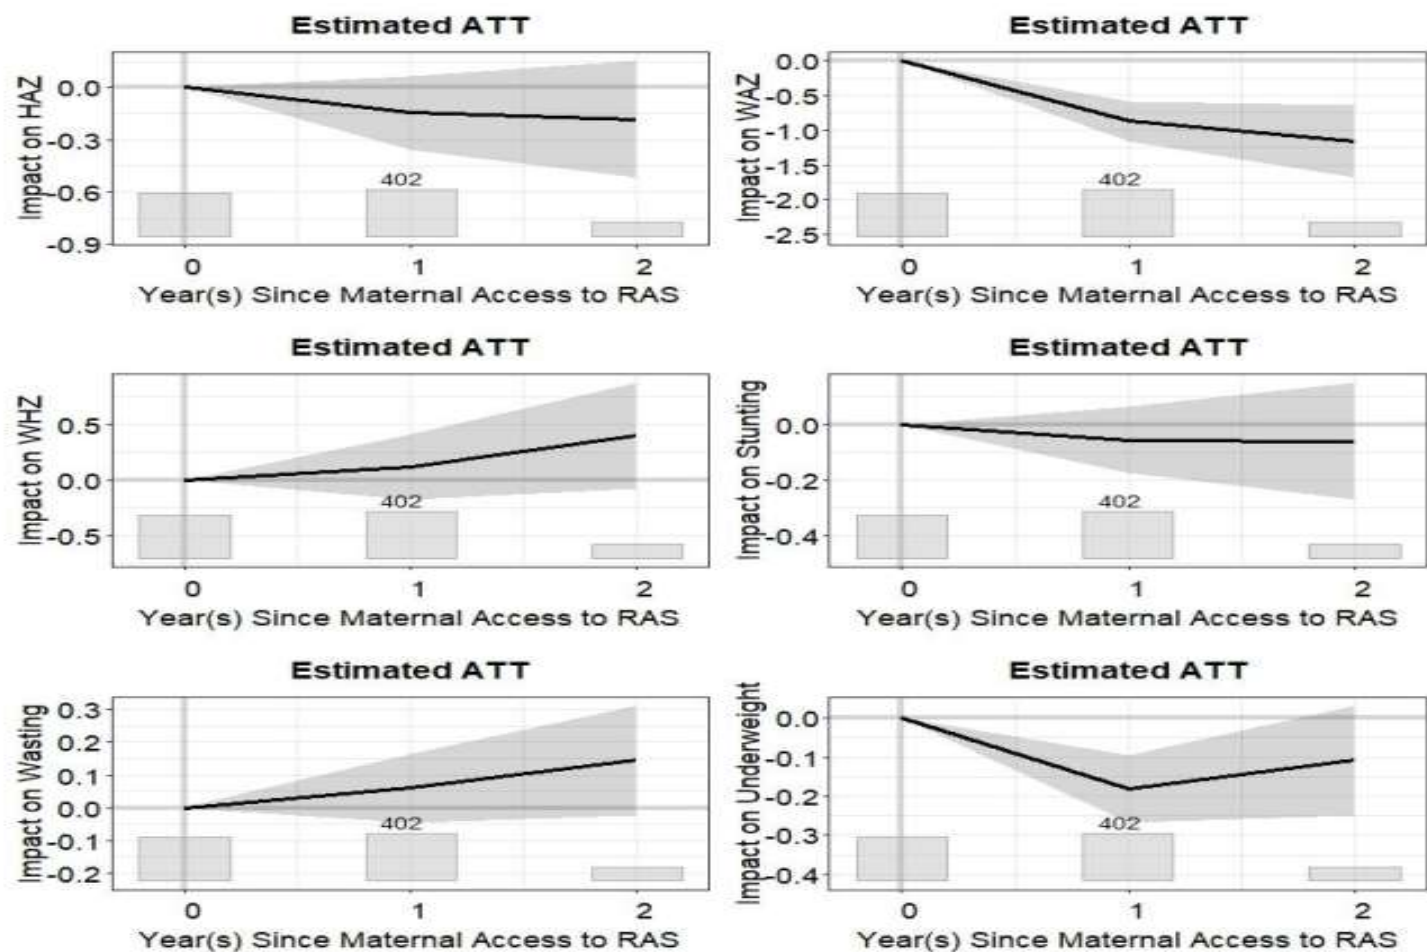 Estimated ATT
Impact on HAZ
0.0
-0.3
-0.6
-0.9
402
0 1 2
Year(s) Since Maternal Access to RAS
Estimated ATT
Impact on WAZ
0.0
-0.5
-1.0
-1.5
-2.0
-2.5
402
0 1 2
Year(s) Since Maternal Access to RAS
Estimated ATT
Impact on WHZ
0.5
0.0
-0.5
402
0 1 2
Year(s) Since Maternal Access to RAS
Estimated ATT
Impact on Stunting
0.0
-0.2
-0.4
402
0 1 2
Year(s) Since Maternal Access to RAS
Estimated ATT
Impact on Wasting
0.3
0.2
0.1
0.0
-0.1
-0.2
402
0 1 2
Year(s) Since Maternal Access to RAS
Estimated ATT
Impact on Underweight
0.0
-0.1
-0.2
-0.3
-0.4
402
0 1 2
Year(s) Since Maternal Access to RAS